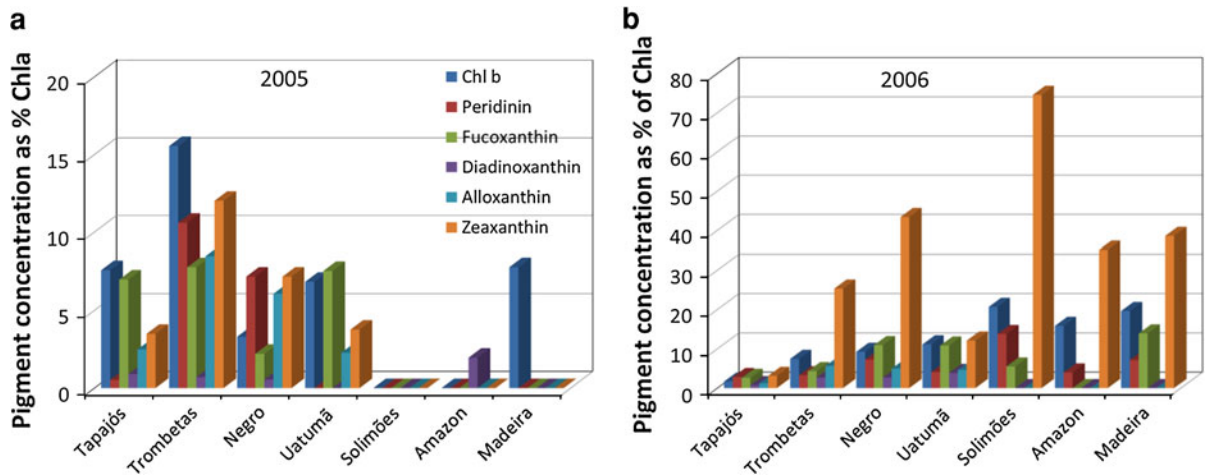 a
Pigment concentration as % Chla
2005
20
15
10
5
0
Chl b
Peridinin
Fucoxanthin
Diadinoxanthin
Alloxanthin
Zeaxanthin
Tapajós
Trombetas
Negro
Uatumã
Solimões
Amazon
Madeira
b
Pigment concentration as % of Chla
2006
80
70
60
50
40
30
20
10
0
Tapajós
Trombetas
Negro
Uatumã
Solimões
Amazon
Madeira